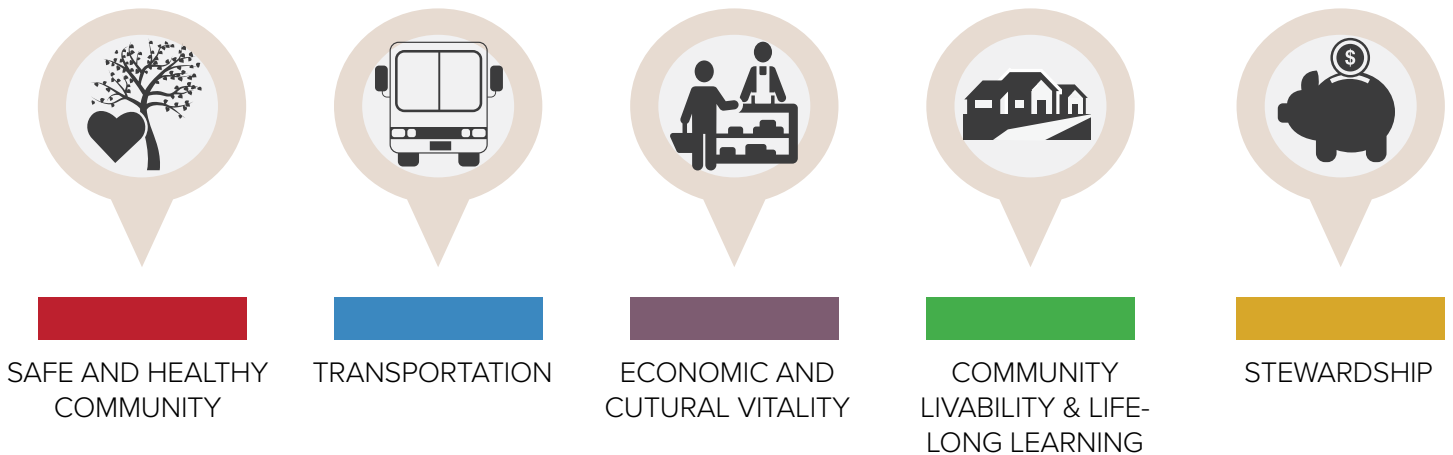 $
SAFE AND HEALTHY
COMMUNITY
TRANSPORTATION
ECONOMIC AND
CUTURAL VITALITY
COMMUNITY
LIVABILITY & LIFE-
LONG LEARNING
STEWARDSHIP